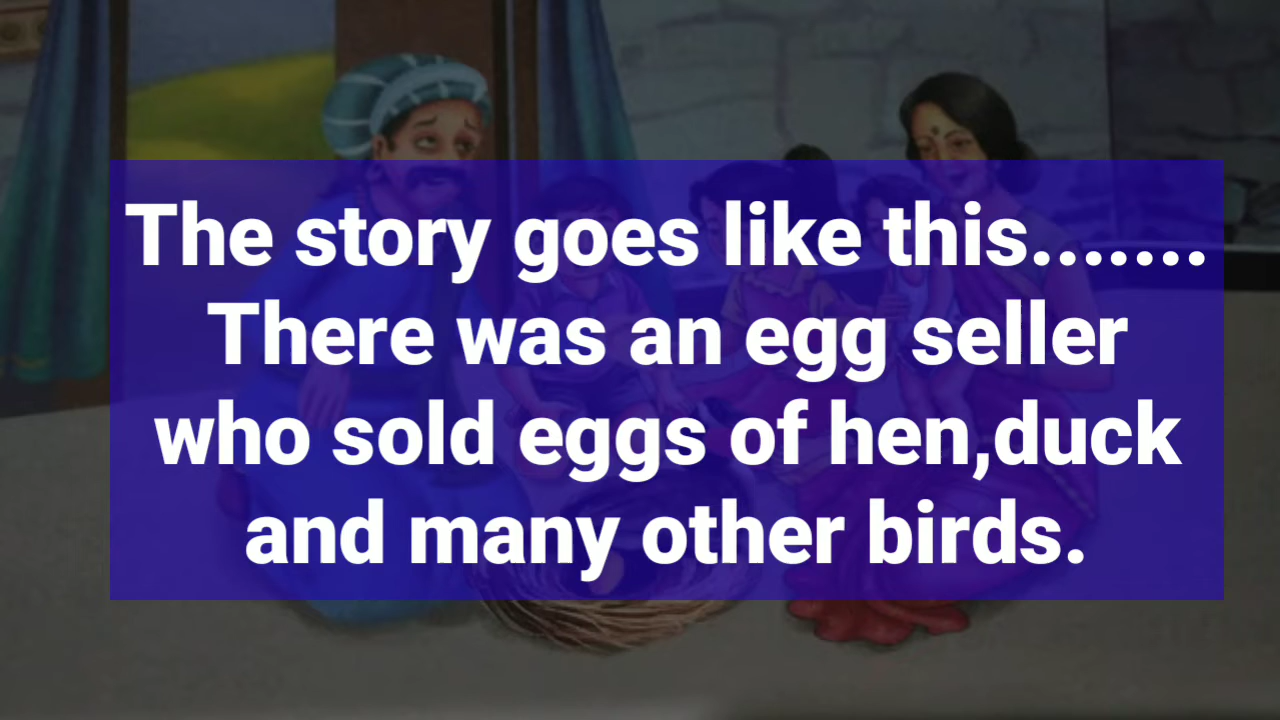 The story goes like this.......
There was an egg seller
who sold eggs of hen,duck
and many other birds.